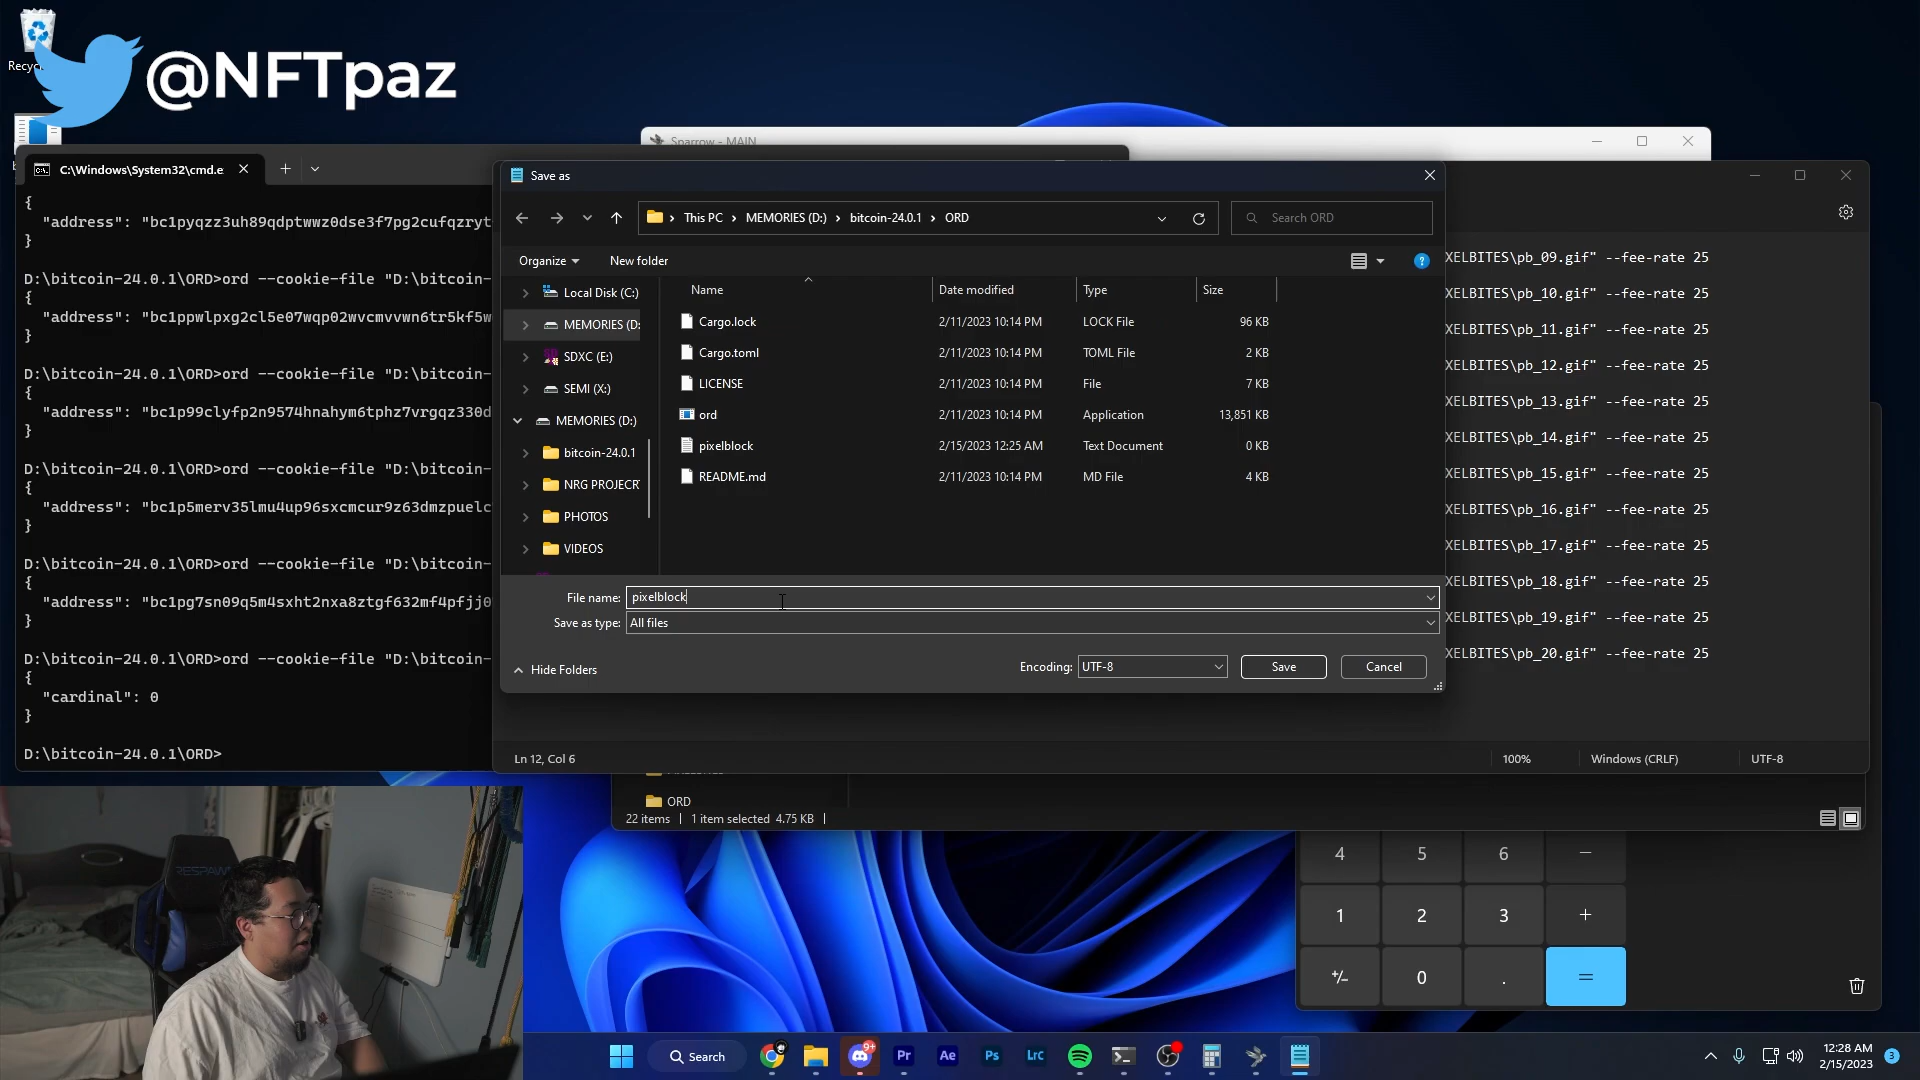 Recyc
@NFTpaz
Sparrow - MAIN
C:\Windows\System32\cmd.e
{
"address": "bc1pyqzz3uh89qdptwwz0dse3f7pg2cufqzryt
}
D:\bitcoin-24.0.1\ORD>ord --cookie-file "D:\bitcoin-
{
"address": "bc1ppwlpxg2cl5e07wqp02wvcmvvwn6tr5kf5w
}
D:\bitcoin-24.0.1\ORD>ord --cookie-file "D:\bitcoin-
{
"address": "bc1p99clyfp2n9574hnahym6tphz7vrgqz330d
}
D:\bitcoin-24.0.1\ORD>ord --cookie-file "D:\bitcoin-
{
"address": "bc1p5merv35lmu4up96sxcmcur9z63dmzpuelc
}
D:\bitcoin-24.0.1\ORD>ord --cookie-file "D:\bitcoin-
{
"address": "bc1pg7sn09q5m4sxht2nxa8ztgf632mf4pfjj0
}
D:\bitcoin-24.0.1\ORD>ord --cookie-file "D:\bitcoin-
{
"cardinal": 0
}
D:\bitcoin-24.0.1\ORD>
Save as
This PC > MEMORIES (D:) > bitcoin-24.0.1 > ORD
Search ORD
Organize
New folder
Local Disk (C:)
MEMORIES (D:
SDXC (E:)
SEMI (X:)
MEMORIES (D:)
bitcoin-24.0.1
NRG PROJECR
PHOTOS
VIDEOS
Name Date modified Type Size
Cargo.lock 2/11/2023 10:14 PM LOCK File 96 KB
Cargo.toml 2/11/2023 10:14 PM TOML File 2 KB
LICENSE 2/11/2023 10:14 PM File 7 KB
ord 2/11/2023 10:14 PM Application 13,851 KB
pixelblock 2/15/2023 12:25 AM Text Document 0 KB
README.md 2/11/2023 10:14 PM MD File 4 KB
File name: pixelblock
Save as type: All files
Hide Folders
Encoding: UTF-8
Save
Cancel
XELBITES\pb_09.gif" --fee-rate 25
XELBITES\pb_10.gif" --fee-rate 25
XELBITES\pb_11.gif" --fee-rate 25
XELBITES\pb_12.gif" --fee-rate 25
XELBITES\pb_13.gif" --fee-rate 25
XELBITES\pb_14.gif" --fee-rate 25
XELBITES\pb_15.gif" --fee-rate 25
XELBITES\pb_16.gif" --fee-rate 25
XELBITES\pb_17.gif" --fee-rate 25
XELBITES\pb_18.gif" --fee-rate 25
XELBITES\pb_19.gif" --fee-rate 25
XELBITES\pb_20.gif" --fee-rate 25
Ln 12, Col 6
100%
Windows (CRLF)
UTF-8
ORD
22 items | 1 item selected 4.75 KB |
4 5 6 −
1 2 3 +
+/− 0 . =
RESPAWN
Search
9+
Pr
Ae
Ps
Lrc
12:28 AM
2/15/2023
3